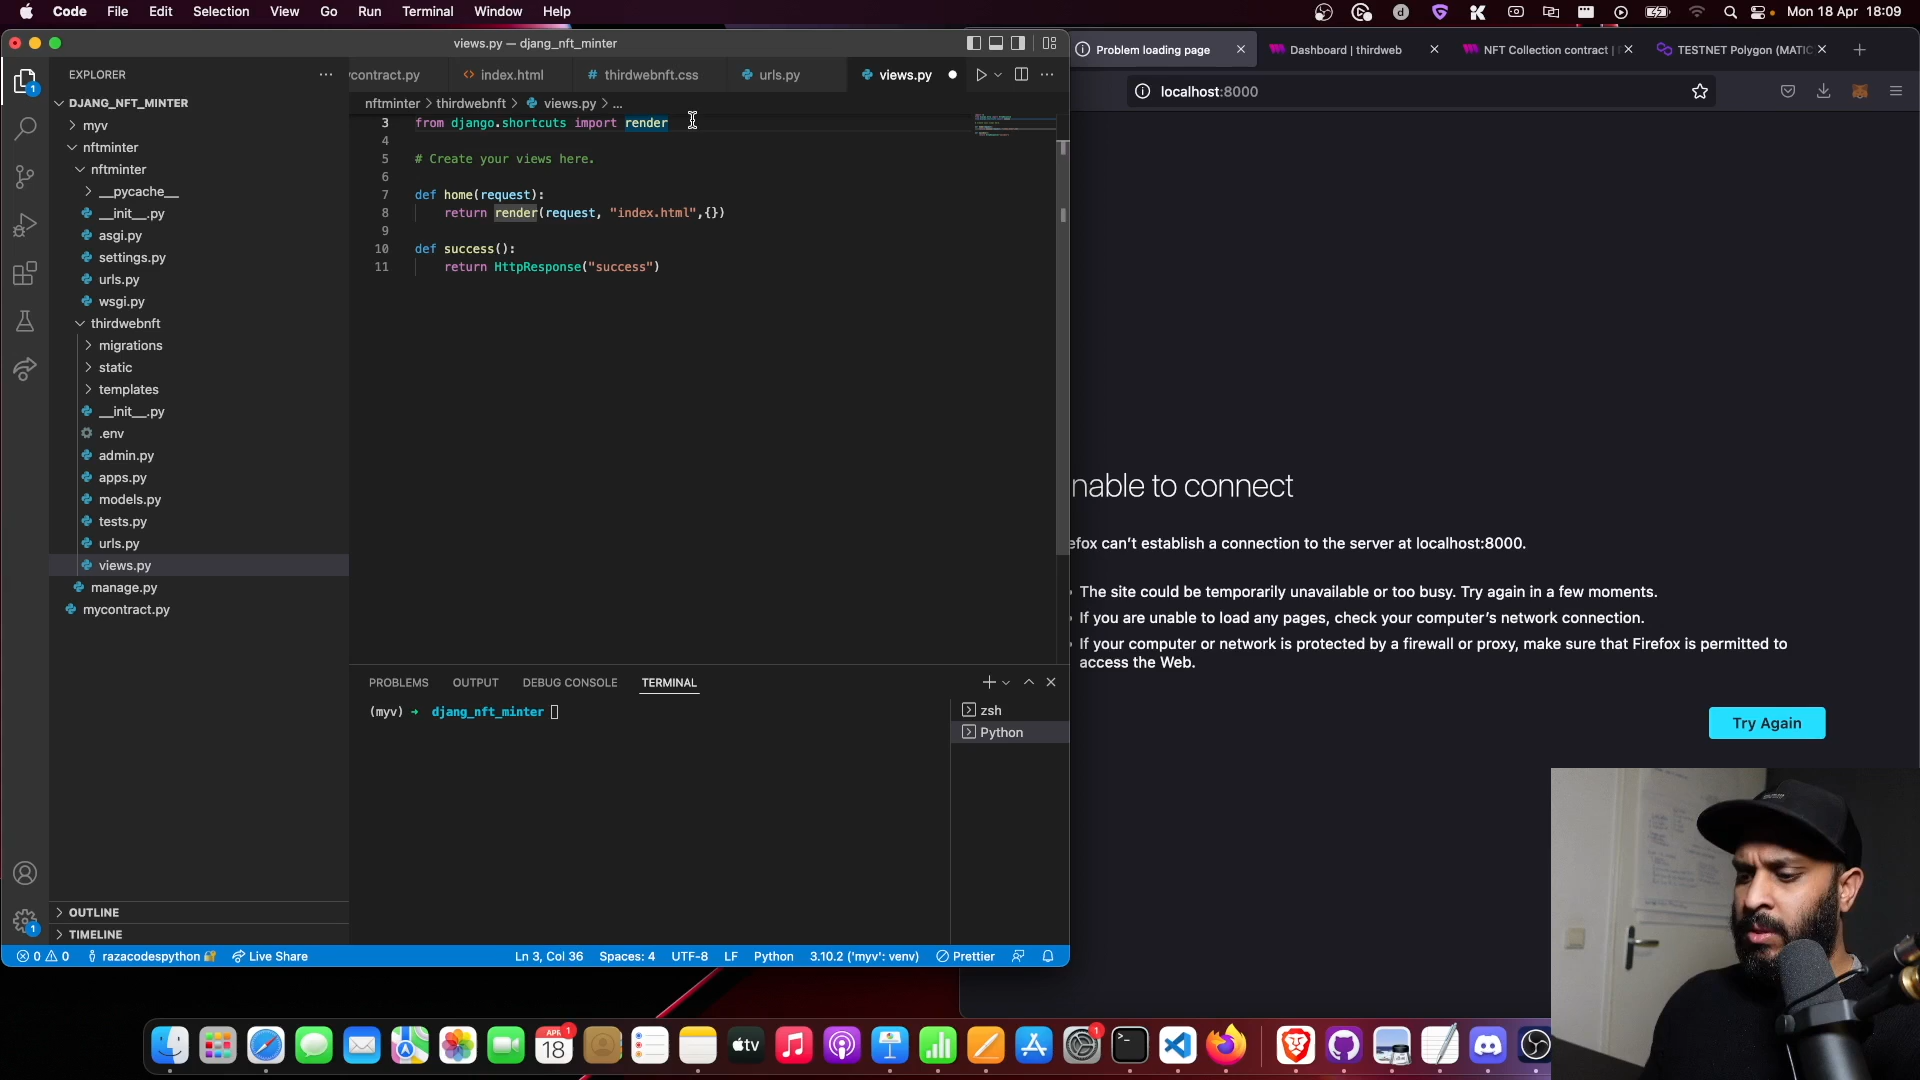 Code File Edit Selection View Go Run Terminal Window Help
Mon 18 Apr 18:09
views.py — djang_nft_minter
Problem loading page
Dashboard | thirdweb
NFT Collection contract |
TESTNET Polygon (MATIC
localhost:8000
EXPLORER
DJANG_NFT_MINTER
myv
nftminter
nftminter
__pycache__
__init__.py
asgi.py
settings.py
urls.py
wsgi.py
thirdwebnft
migrations
static
templates
__init__.py
.env
admin.py
apps.py
models.py
tests.py
urls.py
views.py
manage.py
mycontract.py
OUTLINE
TIMELINE
ycontract.py index.html thirdwebnft.css urls.py views.py
nftminter > thirdwebnft > views.py > ...
3 from django.shortcuts import render
4
5 # Create your views here.
6
7 def home(request):
8 return render(request, "index.html",{})
9
10 def success():
11 return HttpResponse("success")
PROBLEMS OUTPUT DEBUG CONSOLE TERMINAL
(myv) → djang_nft_minter
zsh
Python
0 0 razacodespython Live Share Ln 3, Col 36 Spaces: 4 UTF-8 LF Python 3.10.2 ('myv': venv) Prettier
nable to connect
efox can’t establish a connection to the server at localhost:8000.
The site could be temporarily unavailable or too busy. Try again in a few moments.
If you are unable to load any pages, check your computer’s network connection.
If your computer or network is protected by a firewall or proxy, make sure that Firefox is permitted to
access the Web.
Try Again
APR
18
1
tv
1